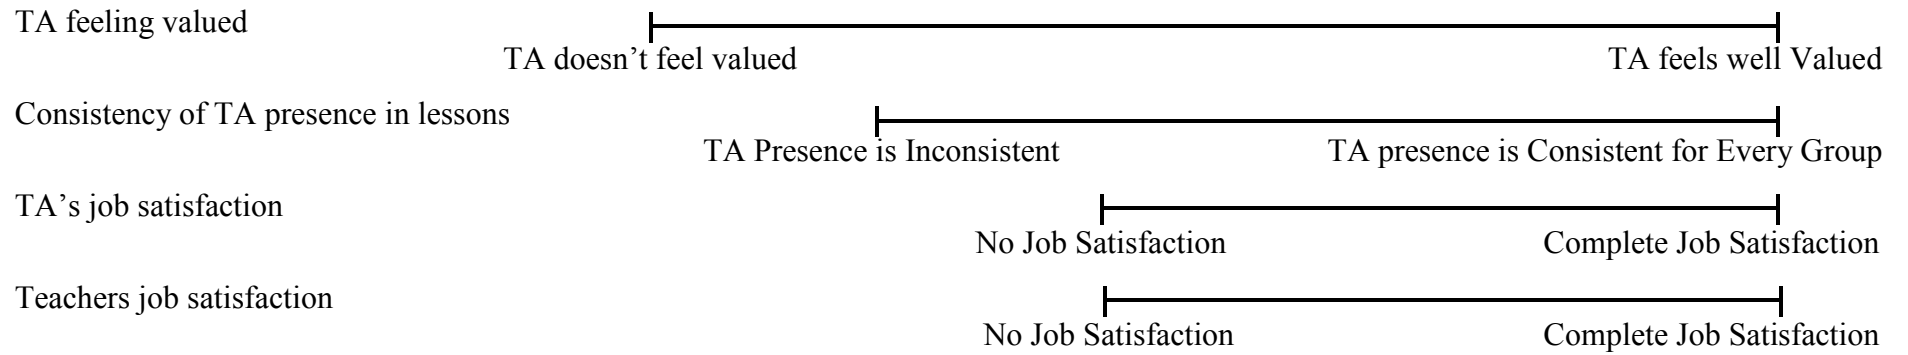 TA feeling valued
TA doesn’t feel valued TA feels well Valued
Consistency of TA presence in lessons
TA Presence is Inconsistent TA presence is Consistent for Every Group
TA’s job satisfaction
No Job Satisfaction Complete Job Satisfaction
Teachers job satisfaction
No Job Satisfaction Complete Job Satisfaction